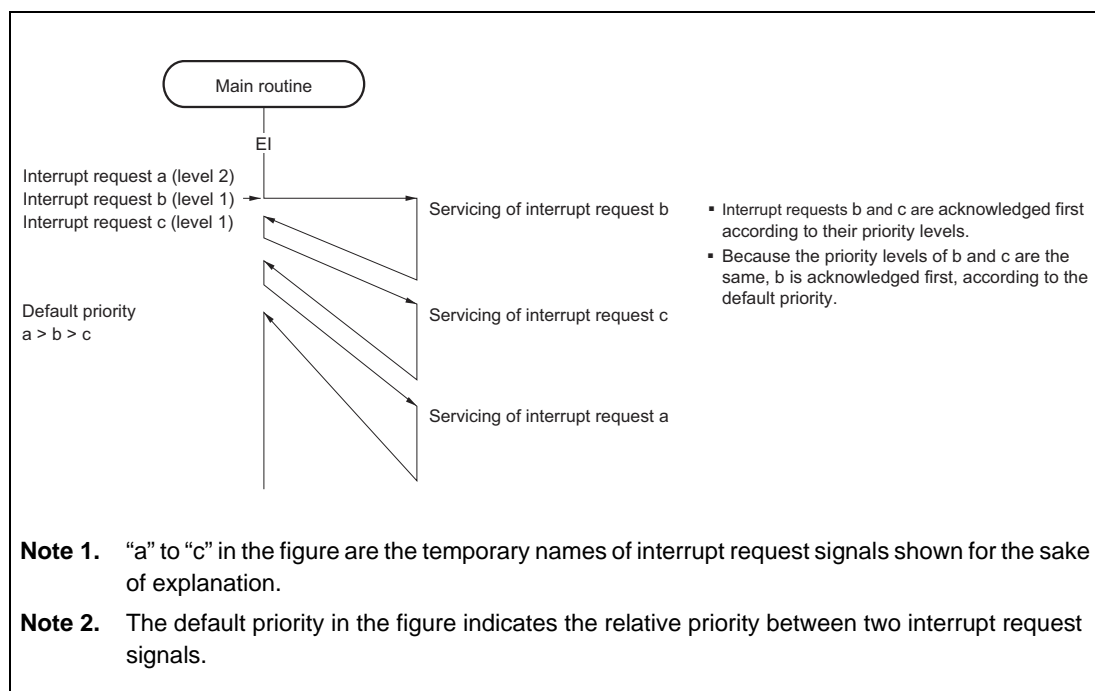 Main routine
EI
Interrupt request a (level 2)
Interrupt request b (level 1)
Interrupt request c (level 1)
Servicing of interrupt request b
▪ Interrupt requests b and c are acknowledged first
according to their priority levels.
▪ Because the priority levels of b and c are the
same, b is acknowledged first, according to the
default priority.
Default priority
a > b > c
Servicing of interrupt request c
Servicing of interrupt request a
Note 1. “a” to “c” in the figure are the temporary names of interrupt request signals shown for the sake
of explanation.
Note 2. The default priority in the figure indicates the relative priority between two interrupt request
signals.